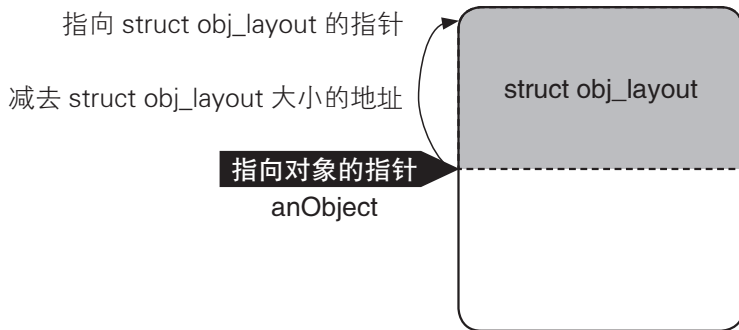 指向 struct obj_layout 的指针
减去 struct obj_layout 大小的地址
struct obj_layout
指向对象的指针
anObject